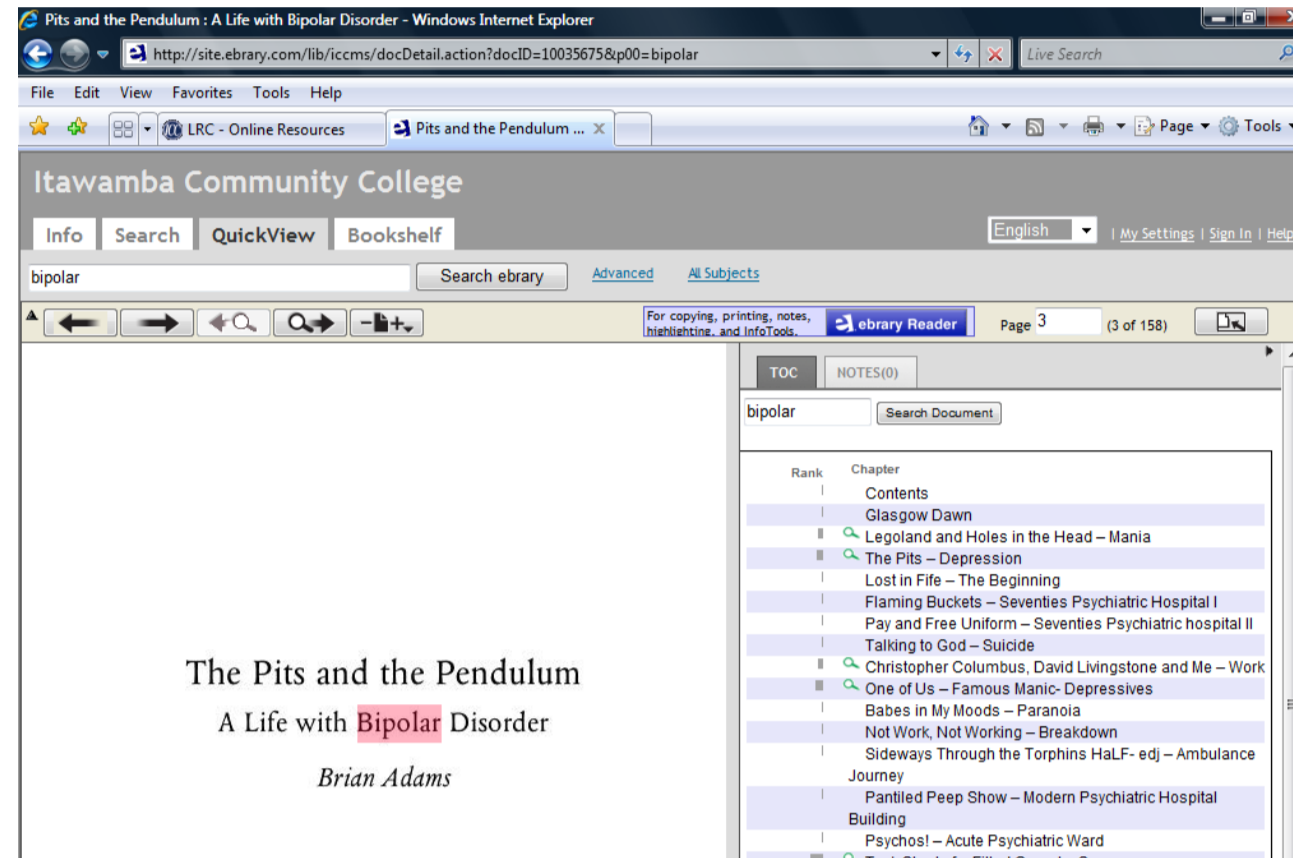 Pits and the Pendulum : A Life with Bipolar Disorder - Windows Internet Explorer
http://site.ebrary.com/lib/iccms/docDetail.action?docID=10035675&p00=bipolar
Live Search
File Edit View Favorites Tools Help
LRC - Online Resources
Pits and the Pendulum ...
Page
Tools
Itawamba Community College
Info
Search
QuickView
Bookshelf
English
| My Settings | Sign In | Help
bipolar
Search ebrary
Advanced
All Subjects
For copying, printing, notes,
highlighting, and InfoTools.
ebrary Reader
Page 3 (3 of 158)
The Pits and the Pendulum
A Life with Bipolar Disorder
Brian Adams
TOC
NOTES(0)
bipolar
Search Document
Rank Chapter
Contents
Glasgow Dawn
Legoland and Holes in the Head – Mania
The Pits – Depression
Lost in Fife – The Beginning
Flaming Buckets – Seventies Psychiatric Hospital I
Pay and Free Uniform – Seventies Psychiatric hospital II
Talking to God – Suicide
Christopher Columbus, David Livingstone and Me – Work
One of Us – Famous Manic- Depressives
Babes in My Moods – Paranoia
Not Work, Not Working – Breakdown
Sideways Through the Torphins HaLF- edj – Ambulance
Journey
Pantiled Peep Show – Modern Psychiatric Hospital
Building
Psychos! – Acute Psychiatric Ward